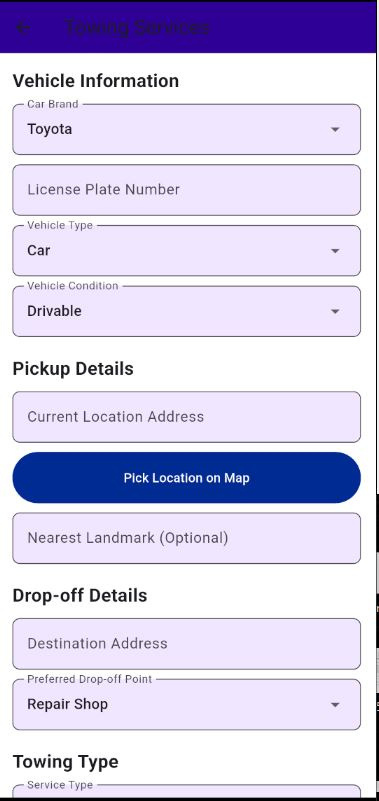 Towing Services
Vehicle Information
Car Brand
Toyota
License Plate Number
Vehicle Type
Car
Vehicle Condition
Drivable
Pickup Details
Current Location Address
Pick Location on Map
Nearest Landmark (Optional)
Drop-off Details
Destination Address
Preferred Drop-off Point
Repair Shop
Towing Type
Service Type